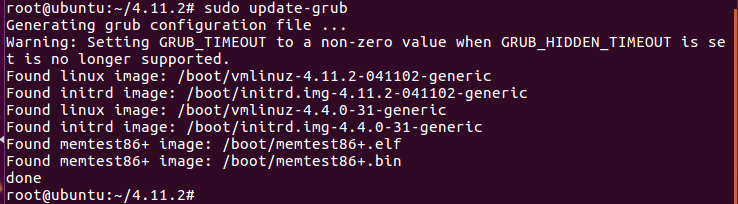 root@ubuntu:~/4.11.2# sudo update-grub
Generating grub configuration file ...
Warning: Setting GRUB_TIMEOUT to a non-zero value when GRUB_HIDDEN_TIMEOUT is se
t is no longer supported.
Found linux image: /boot/vmlinuz-4.11.2-041102-generic
Found initrd image: /boot/initrd.img-4.11.2-041102-generic
Found linux image: /boot/vmlinuz-4.4.0-31-generic
Found initrd image: /boot/initrd.img-4.4.0-31-generic
Found memtest86+ image: /boot/memtest86+.elf
Found memtest86+ image: /boot/memtest86+.bin
done
root@ubuntu:~/4.11.2#